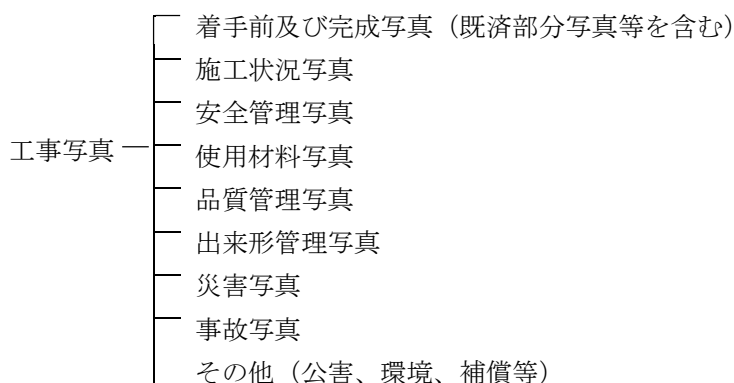 着手前及び完成写真（既済部分写真等を含む）
施工状況写真
安全管理写真
工事写真
使用材料写真
品質管理写真
出来形管理写真
災害写真
事故写真
その他（公害、環境、補償等）